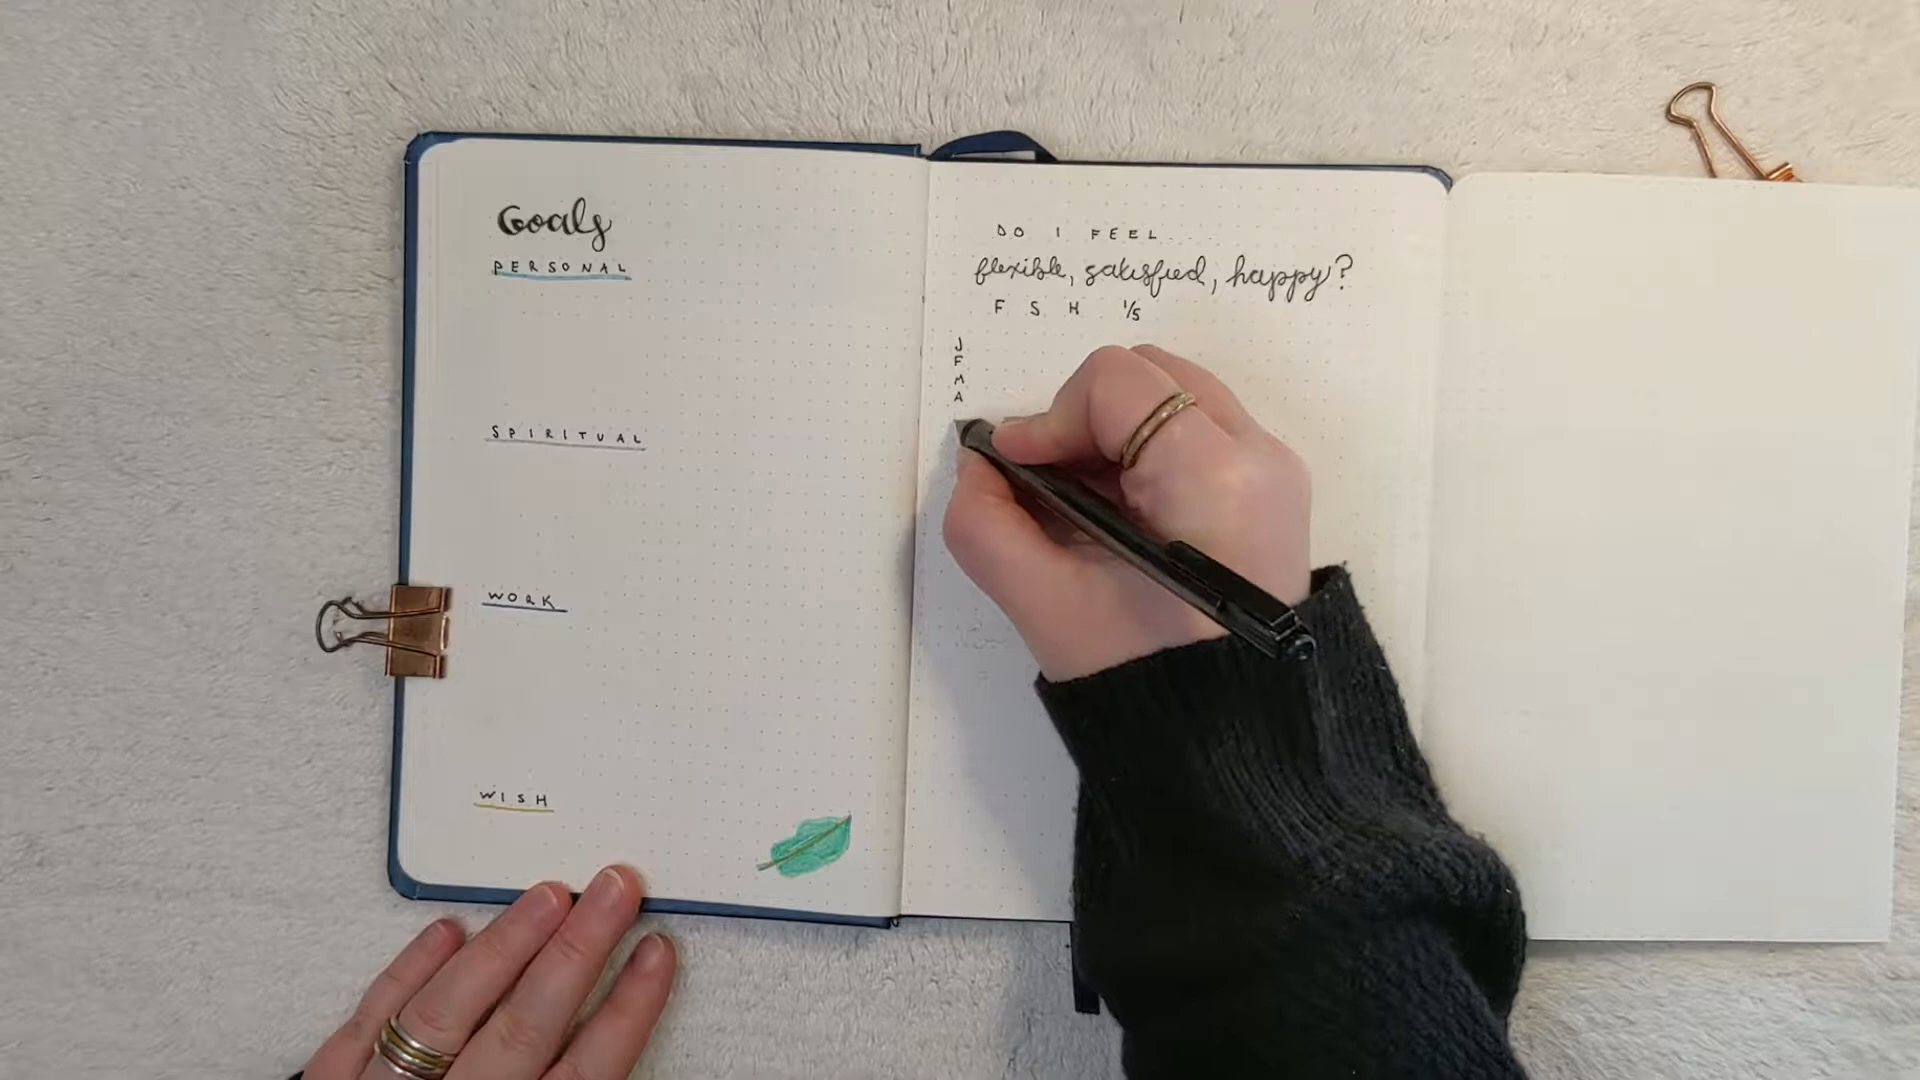 Goals
PERSONAL
SPIRITUAL
WORK
WISH
DO I FEEL....
flexible, satisfied, happy?
F S H 1/5
J
F
M
A